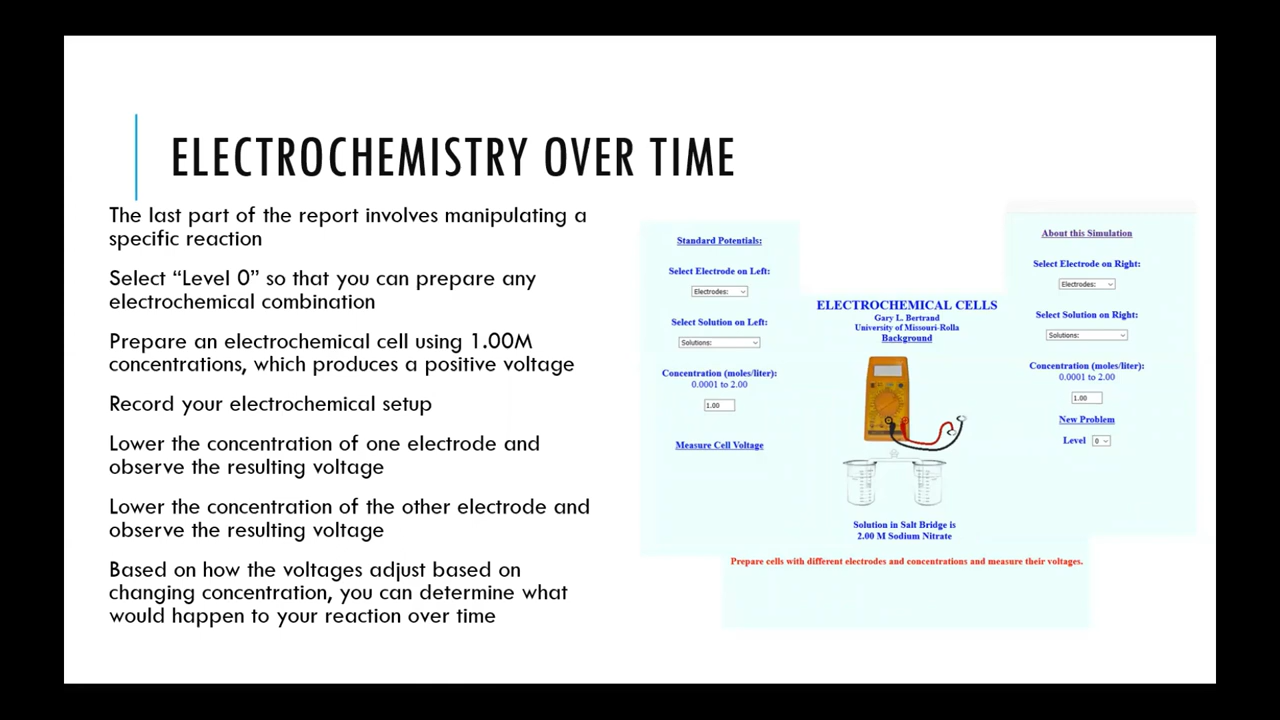 ELECTROCHEMISTRY OVER TIME
The last part of the report involves manipulating a
specific reaction
Select “Level 0” so that you can prepare any
electrochemical combination
Prepare an electrochemical cell using 1.00M
concentrations, which produces a positive voltage
Record your electrochemical setup
Lower the concentration of one electrode and
observe the resulting voltage
Lower the concentration of the other electrode and
observe the resulting voltage
Based on how the voltages adjust based on
changing concentration, you can determine what
would happen to your reaction over time
Standard Potentials:
Select Electrode on Left:
Electrodes:
Select Solution on Left:
Solutions:
Concentration (moles/liter):
0.0001 to 2.00
1.00
Measure Cell Voltage
ELECTROCHEMICAL CELLS
Gary L. Bertrand
University of Missouri-Rolla
Background
Solution in Salt Bridge is
2.00 M Sodium Nitrate
About this Simulation
Select Electrode on Right:
Electrodes:
Select Solution on Right:
Solutions:
Concentration (moles/liter):
0.0001 to 2.00
1.00
New Problem
Level 0
Prepare cells with different electrodes and concentrations and measure their voltages.